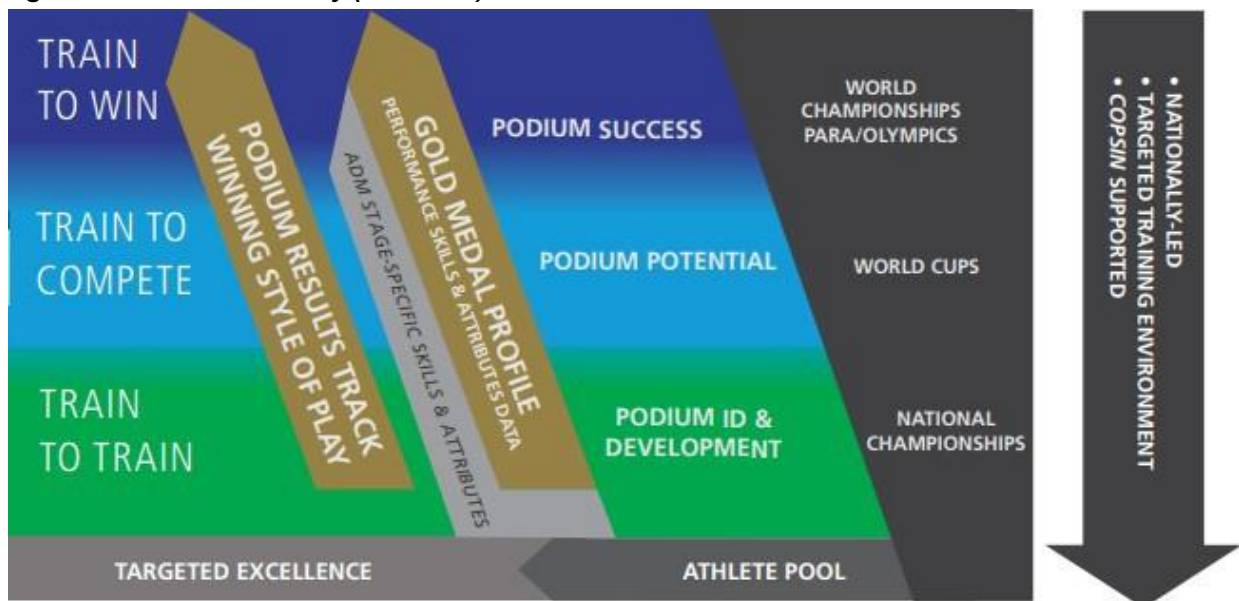 TRAIN
TO WIN
TRAIN TO
COMPETE
TRAIN
TO TRAIN
PODIUM RESULTS TRACK
WINNING STYLE OF PLAY
ADM STAGE-SPECIFIC SKILLS & ATTRIBUTES
GOLD MEDAL PROFILE
PERFORMANCE SKILLS & ATTRIBUTES DATA
PODIUM SUCCESS
PODIUM POTENTIAL
PODIUM ID &
DEVELOPMENT
WORLD
CHAMPIONSHIPS
PARA/OLYMPICS
WORLD CUPS
NATIONAL
CHAMPIONSHIPS
• NATIONALLY-LED
• TARGETED TRAINING ENVIRONMENT
• COPSIN SUPPORTED
TARGETED EXCELLENCE
ATHLETE POOL